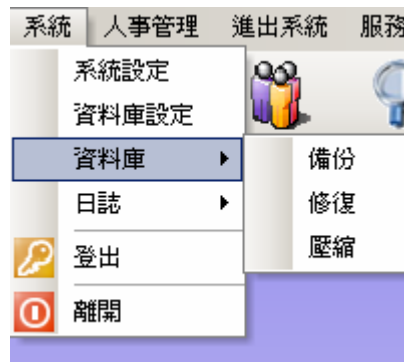 系統 人事管理 進出系統 服務
系統設定
資料庫設定
資料庫 備份
日誌 修復
壓縮
登出
離開